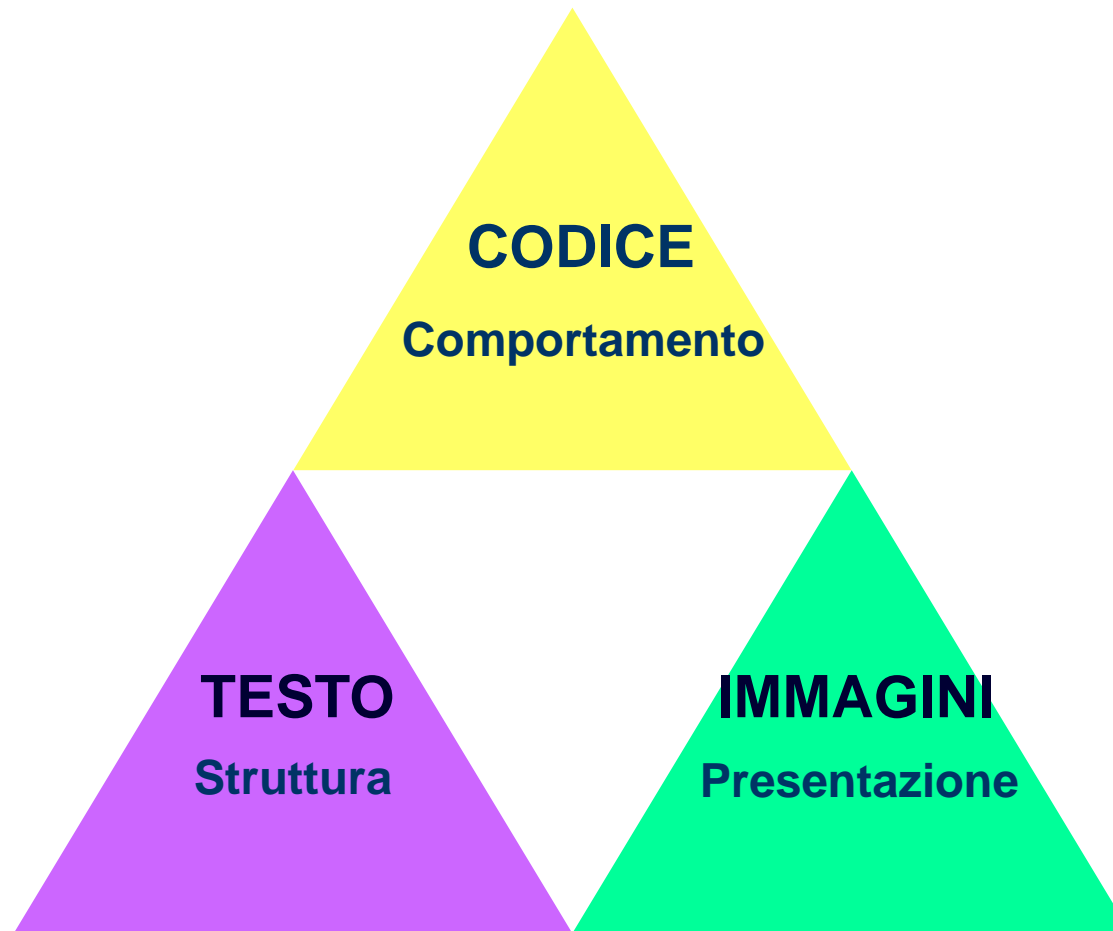 CODICE
Comportamento
TESTO
Struttura
IMMAGINI
Presentazione